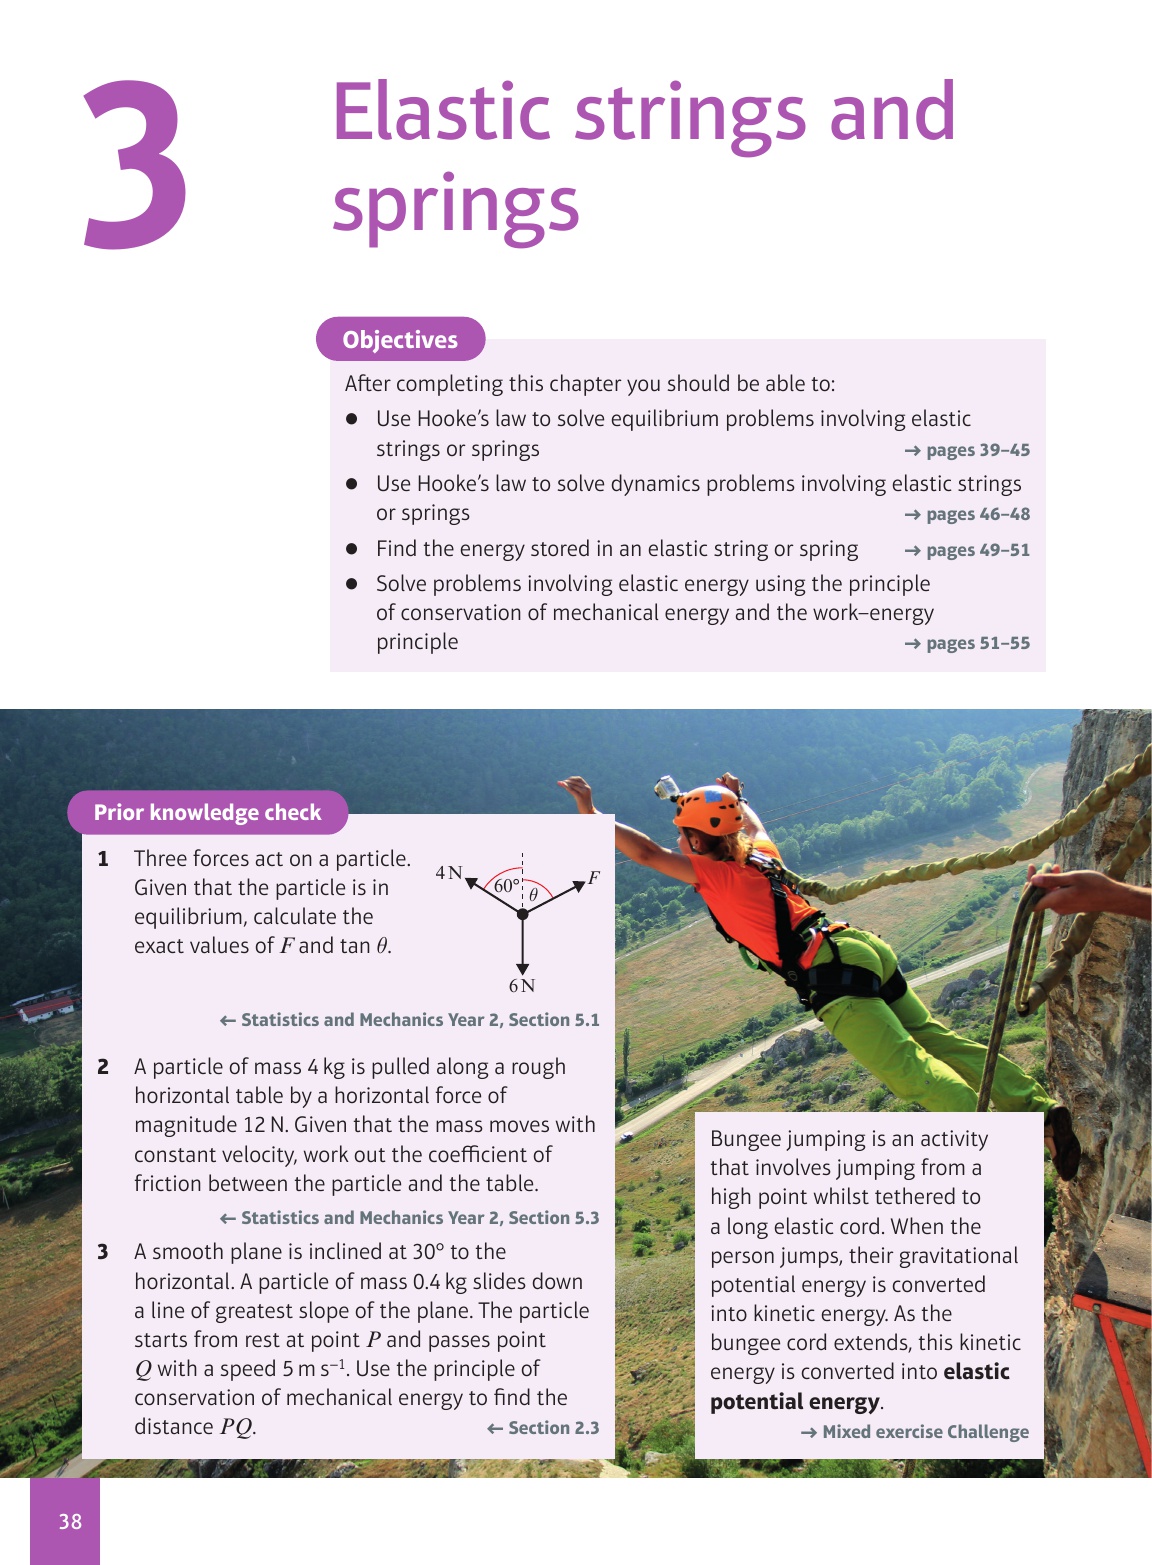 3
Elastic strings and
springs
Objectives
After completing this chapter you should be able to:
● Use Hooke’s law to solve equilibrium problems involving elastic
strings or springs → pages 39–45
● Use Hooke’s law to solve dynamics problems involving elastic strings
or springs → pages 46–48
● Find the energy stored in an elastic string or spring → pages 49–51
● Solve problems involving elastic energy using the principle
of conservation of mechanical energy and the work–energy
principle → pages 51–55
Prior knowledge check
1 Three forces act on a particle.
Given that the particle is in
equilibrium, calculate the
exact values of F and tan θ.
4 N
60°
θ
F
6 N
← Statistics and Mechanics Year 2, Section 5.1
2 A particle of mass 4 kg is pulled along a rough
horizontal table by a horizontal force of
magnitude 12 N. Given that the mass moves with
constant velocity, work out the coefficient of
friction between the particle and the table.
← Statistics and Mechanics Year 2, Section 5.3
3 A smooth plane is inclined at 30° to the
horizontal. A particle of mass 0.4 kg slides down
a line of greatest slope of the plane. The particle
starts from rest at point P and passes point
Q with a speed 5 m s⁻¹. Use the principle of
conservation of mechanical energy to find the
distance PQ. ← Section 2.3
Bungee jumping is an activity
that involves jumping from a
high point whilst tethered to
a long elastic cord. When the
person jumps, their gravitational
potential energy is converted
into kinetic energy. As the
bungee cord extends, this kinetic
energy is converted into elastic
potential energy.
→ Mixed exercise Challenge
38